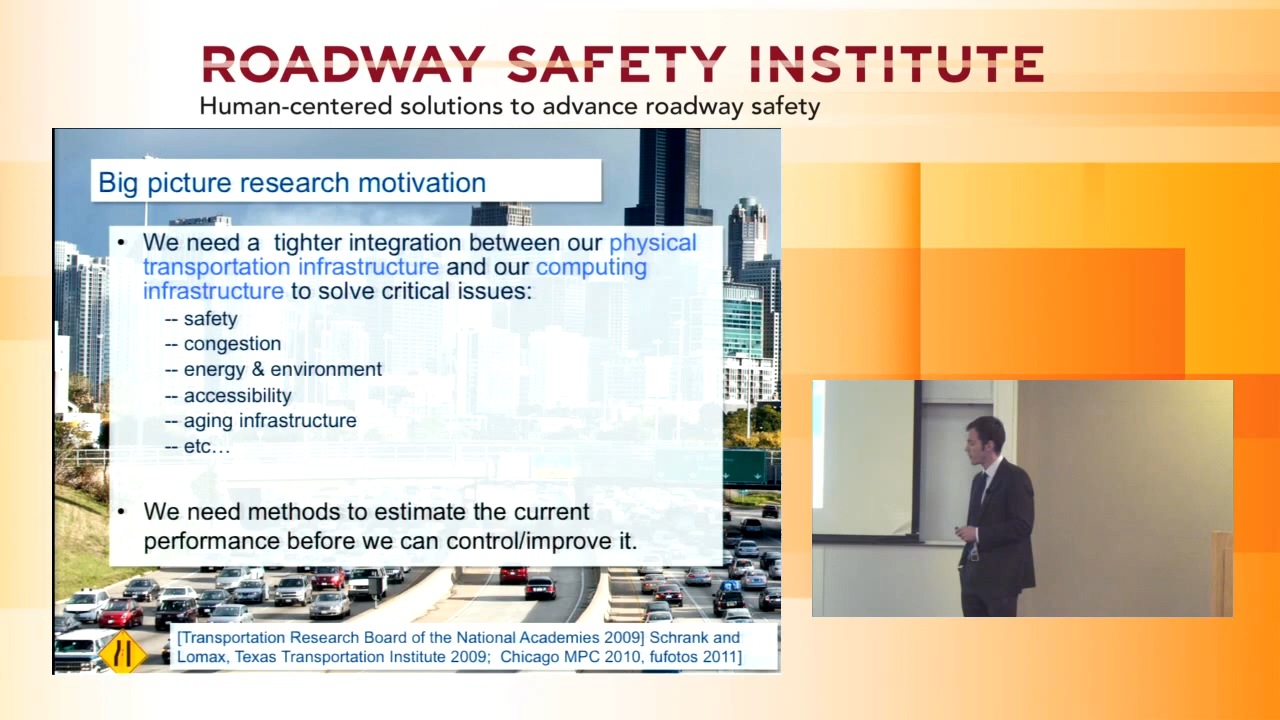 ROADWAY SAFETY INSTITUTE
Human-centered solutions to advance roadway safety
Big picture research motivation
• We need a tighter integration between our physical
transportation infrastructure and our computing
infrastructure to solve critical issues:
-- safety
-- congestion
-- energy & environment
-- accessibility
-- aging infrastructure
-- etc…
• We need methods to estimate the current
performance before we can control/improve it.
[Transportation Research Board of the National Academies 2009] Schrank and
Lomax, Texas Transportation Institute 2009; Chicago MPC 2010, fufotos 2011]